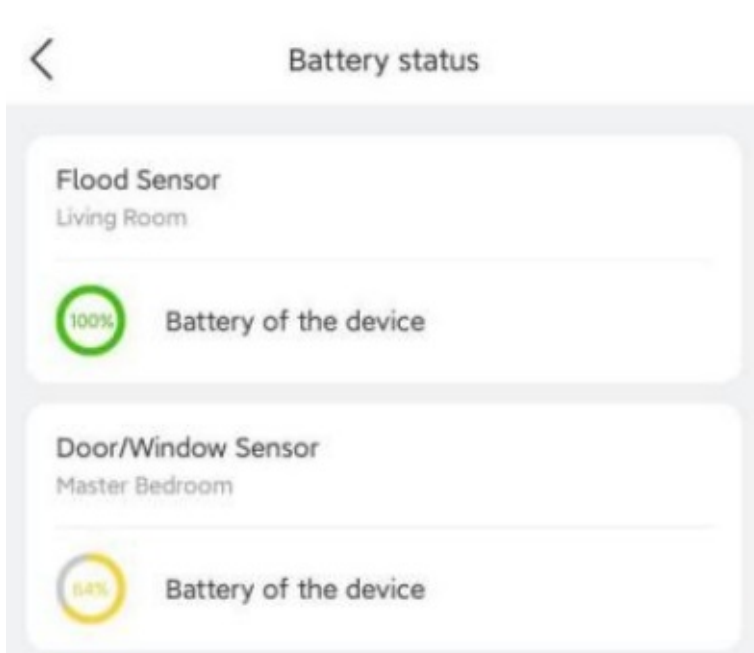 Battery status
Flood Sensor
Living Room
100%
Battery of the device
Door/Window Sensor
Master Bedroom
64%
Battery of the device